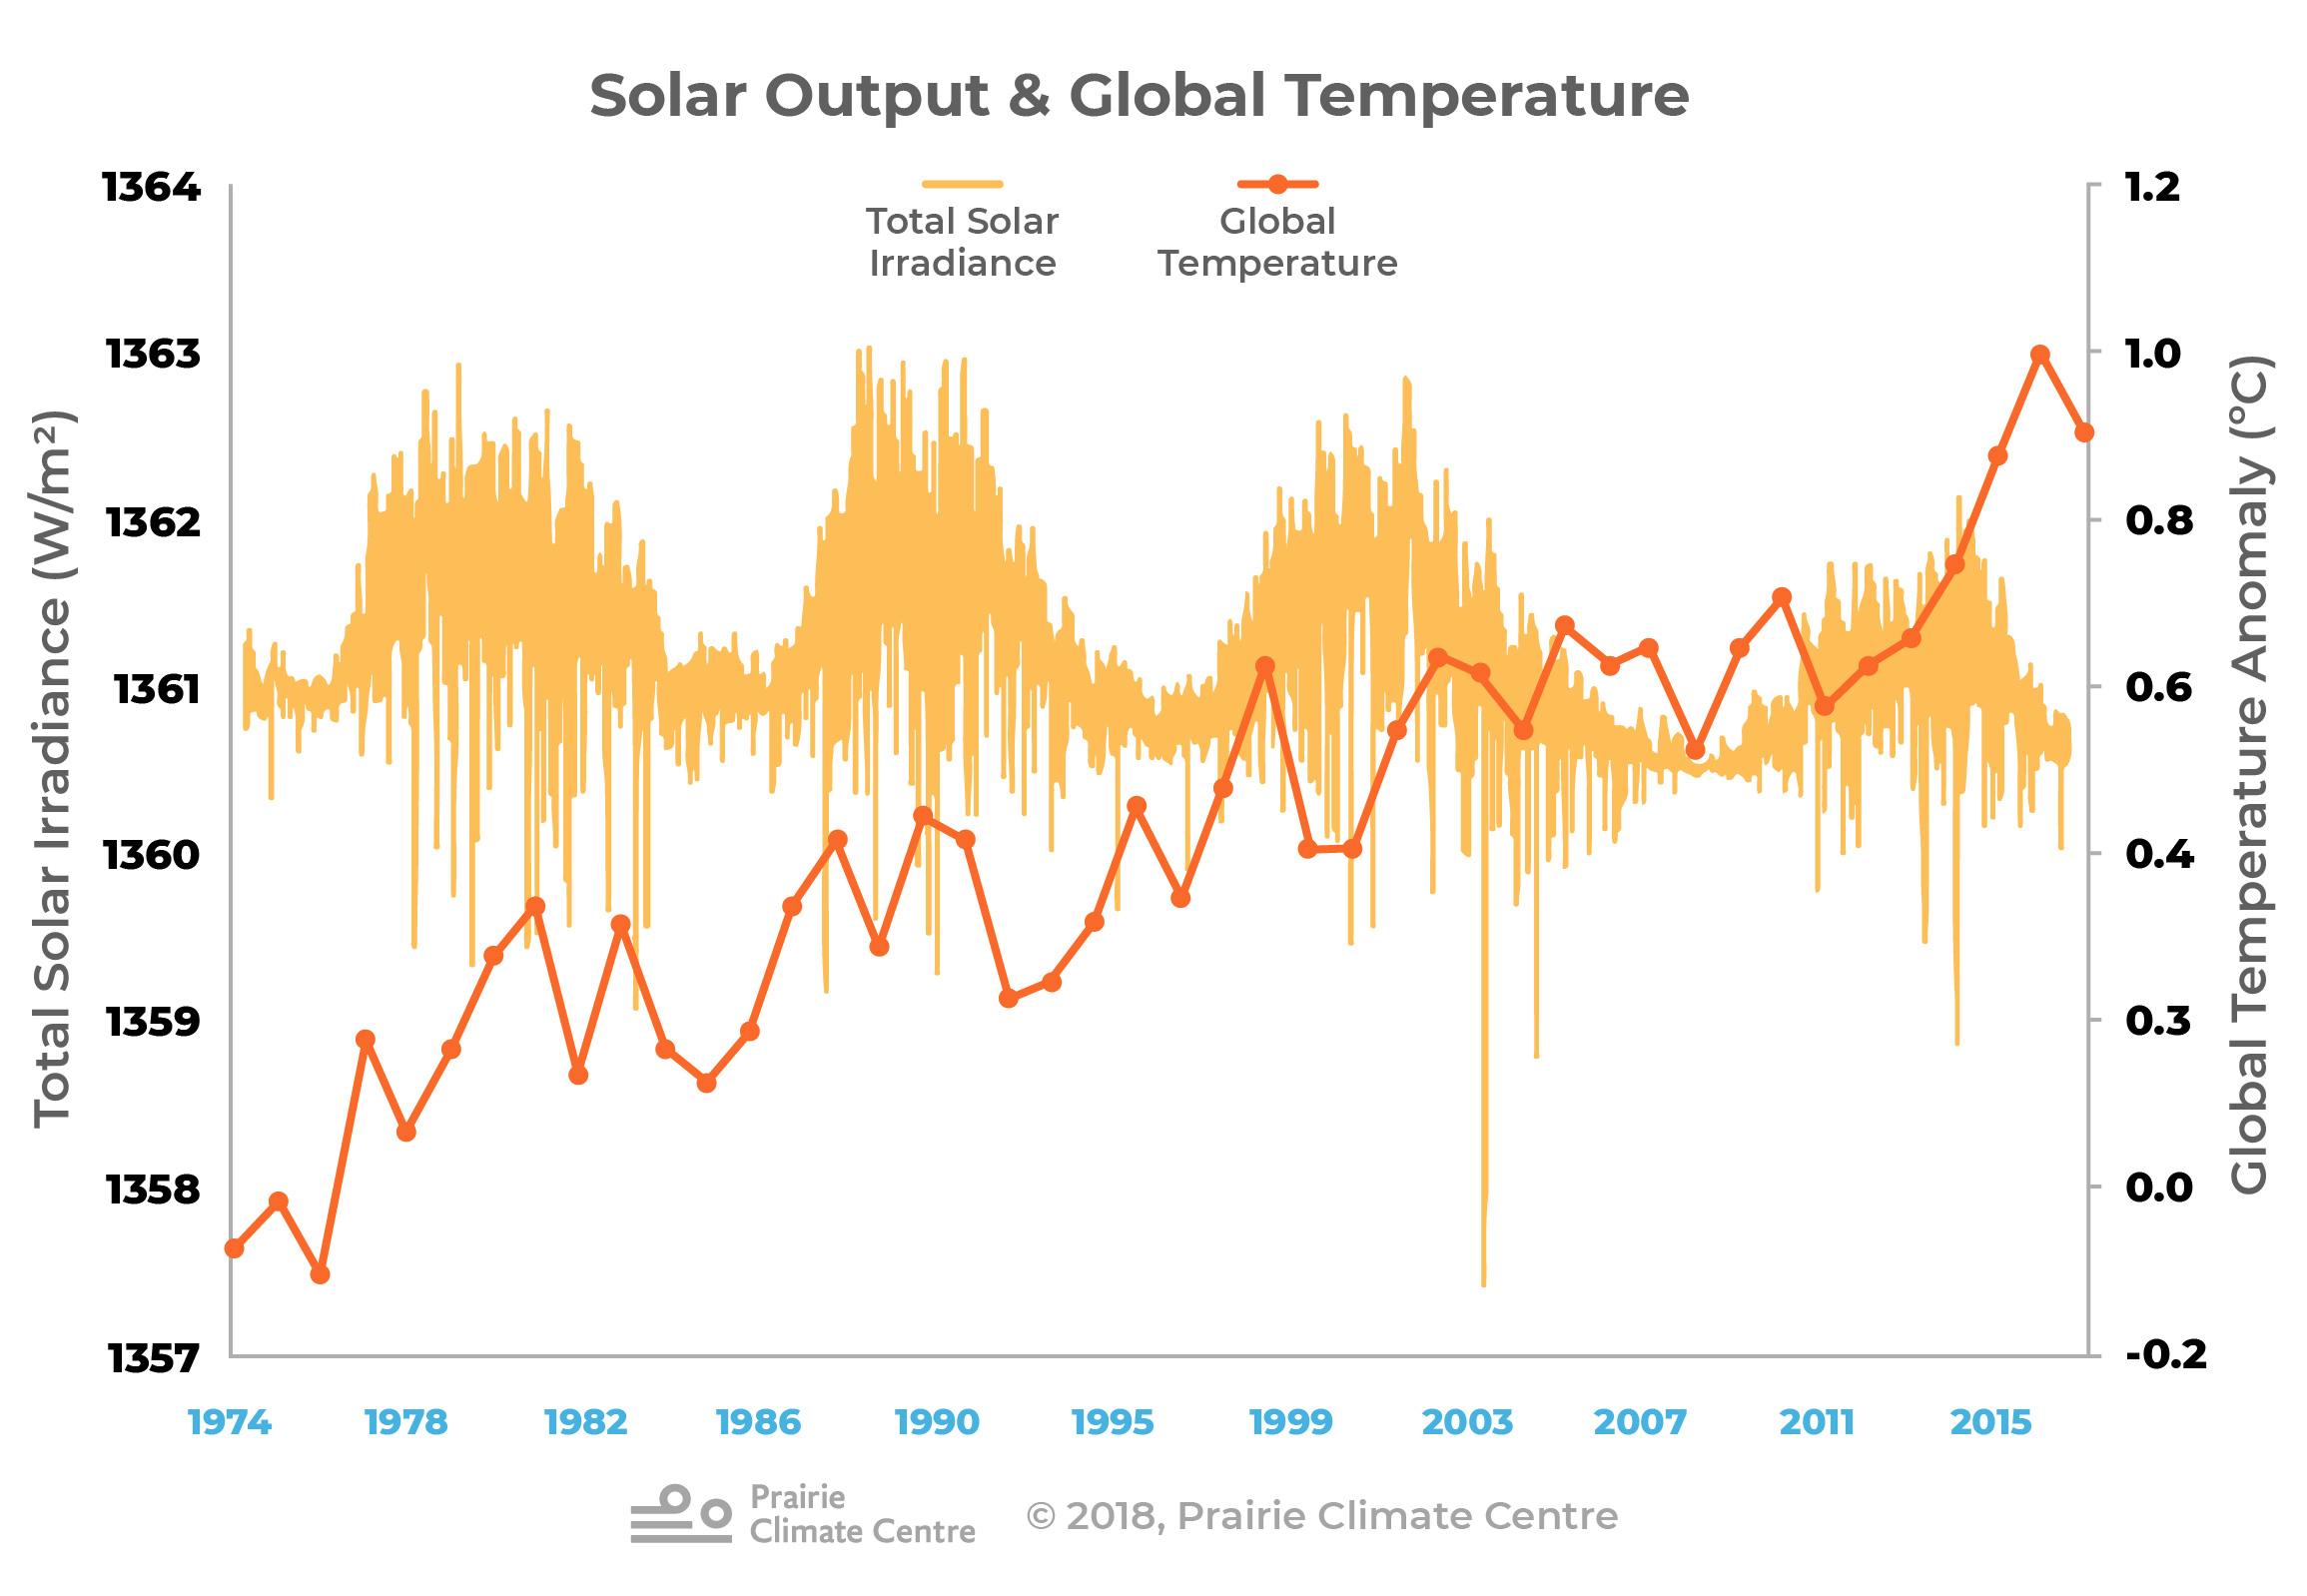 Solar Output & Global Temperature
Total Solar
Irradiance
Global
Temperature
Total Solar Irradiance (W/m²)
1364
1363
1362
1361
1360
1359
1358
1357
1.2
1.0
0.8
0.6
0.4
0.3
0.0
-0.2
Global Temperature Anomaly (°C)
1974 1978 1982 1986 1990 1995 1999 2003 2007 2011 2015
Prairie
Climate Centre
© 2018, Prairie Climate Centre